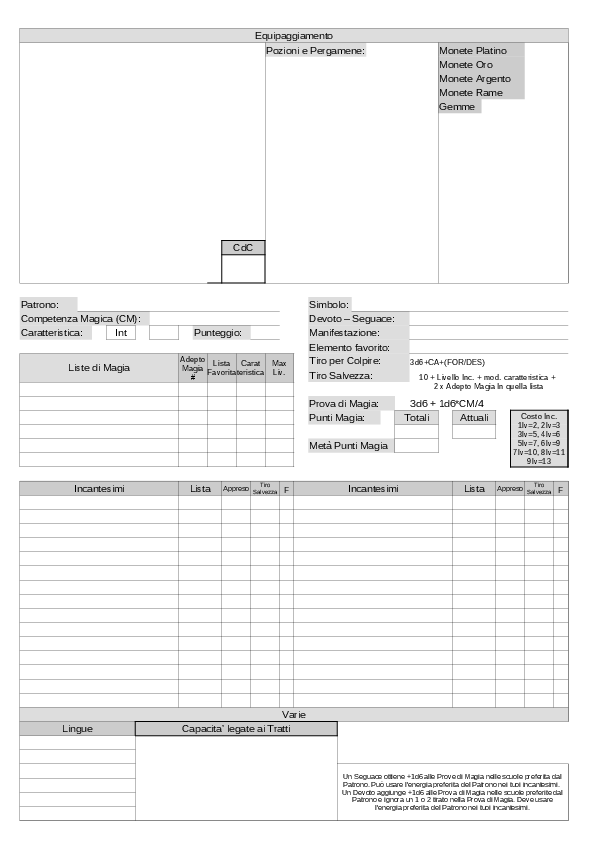 Equipaggiamento
Pozioni e Pergamene:
Monete Platino
Monete Oro
Monete Argento
Monete Rame
Gemme
CdC
Patrono:
Competenza Magica (CM):
Caratteristica: Int Punteggio:
Simbolo:
Devoto – Seguace:
Manifestazione:
Elemento favorito:
Tiro per Colpire: 3d6+CA+(FOR/DES)
Tiro Salvezza: 10 + Livello Inc. + mod. caratteristica +
2 x Adepto Magia In quella lista
Liste di Magia
Adepto
Magia
#
Lista
Favorita
Carat
teristica
Max
Liv.
Prova di Magia: 3d6 + 1d6*CM/4
Punti Magia: Totali Attuali
Metà Punti Magia
Costo Inc.
1lv=2, 2lv=3
3lv=5, 4lv=6
5lv=7, 6lv=9
7lv=10, 8lv=11
9lv=13
Incantesimi Lista Appreso Tiro Salvezza F Incantesimi Lista Appreso Tiro Salvezza F
Varie
Lingue Capacita' legate ai Tratti
Un Seguace ottiene +1d6 alle Prove di Magia nelle scuole preferita dal
Patrono. Può usare l'energia preferita del Patrono nei tuoi incantesimi.
Un Devoto aggiunge +1d6 alle Prova di Magia nelle scuole preferite dal
Patrono e ignora un 1 o 2 tirato nella Prova di Magia. Deve usare
l'energia preferita del Patrono nei tuoi incantesimi.